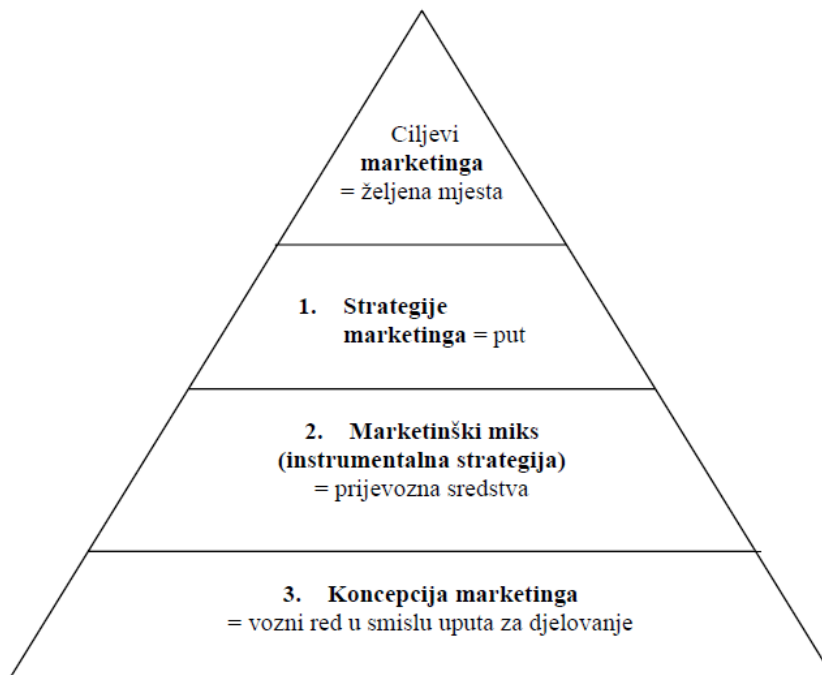 Ciljevi
marketinga
= željena mjesta
1. Strategije
marketinga = put
2. Marketinški miks
(instrumentalna strategija)
= prijevozna sredstva
3. Koncepcija marketinga
= vozni red u smislu uputa za djelovanje